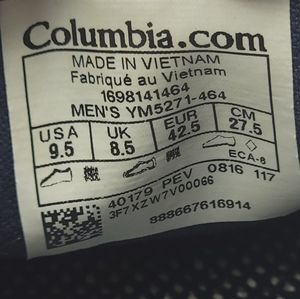 Columbia.com
MADE IN VIETNAM
Fabriqué au Vietnam
1698141464
MEN'S YM5271-464
USA UK EUR CM
9.5 8.5 42.5 27.5
ECA-8
40179 PEV 0816 117
3F7XZW7V00066
888667616914